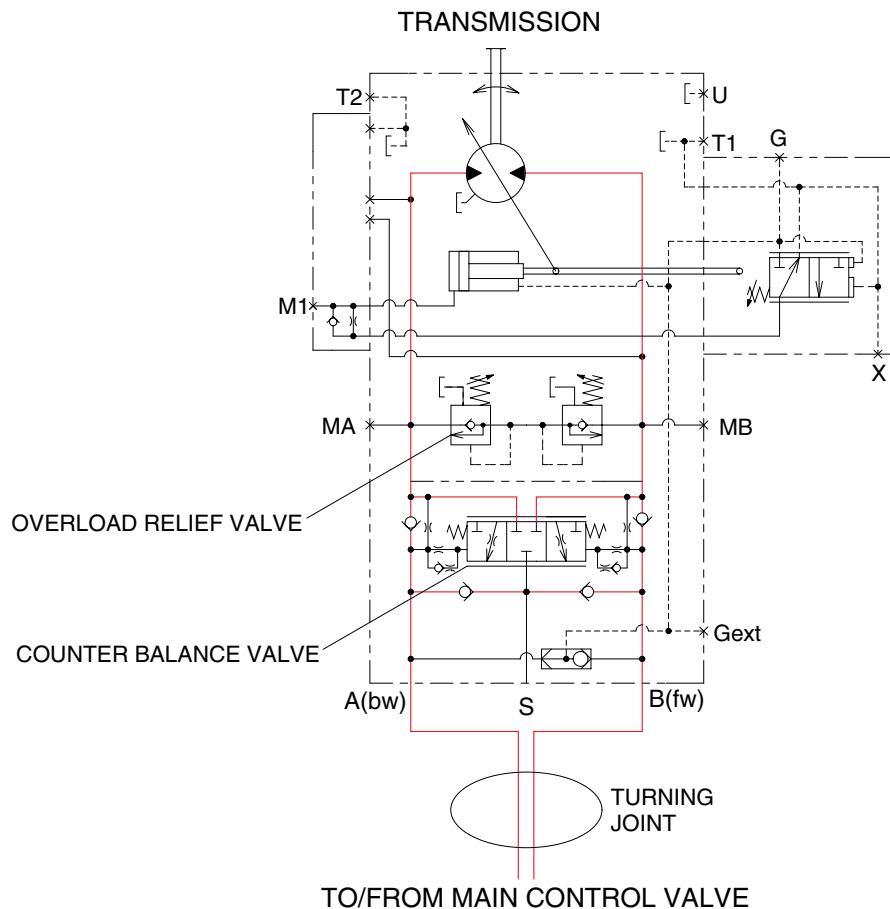 TRANSMISSION
T2
U
T1
G
M1
X
MA
MB
OVERLOAD RELIEF VALVE
COUNTER BALANCE VALVE
Gext
A(bw)
S
B(fw)
TURNING
JOINT
TO/FROM MAIN CONTROL VALVE